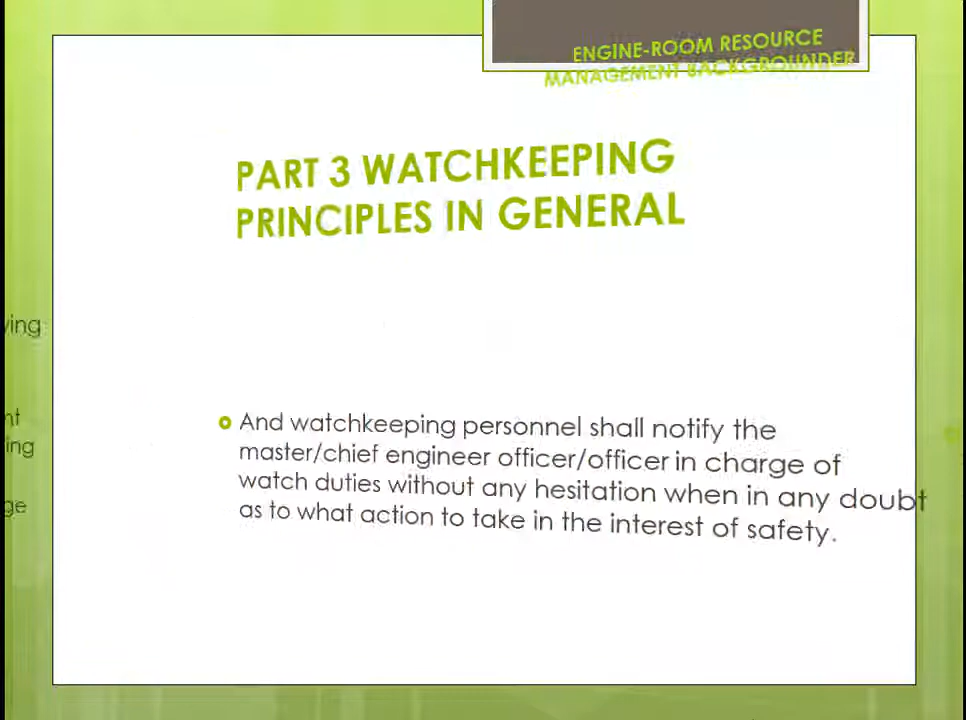 ENGINE-ROOM RESOURCE
MANAGEMENT BACKGROUNDER
PART 3 WATCHKEEPING
PRINCIPLES IN GENERAL
And watchkeeping personnel shall notify the
master/chief engineer officer/officer in charge of
watch duties without any hesitation when in any doubt
as to what action to take in the interest of safety.